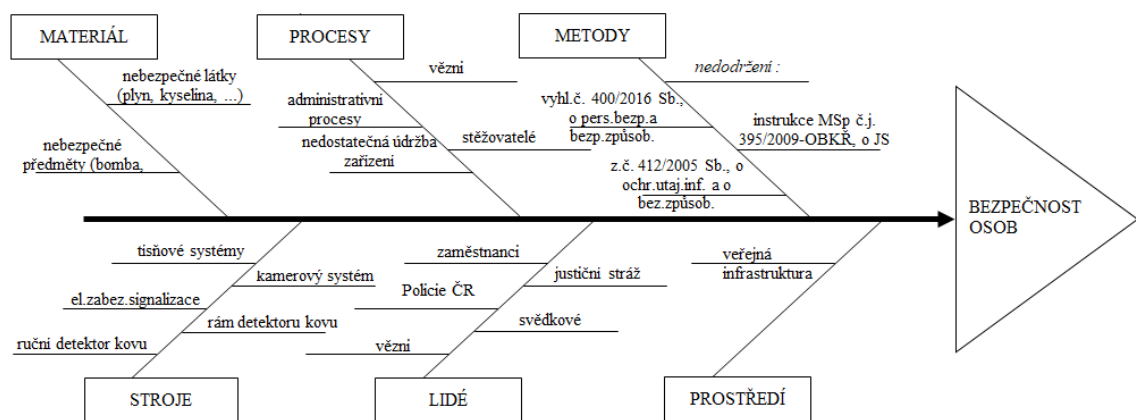 MATERIÁL
PROCESY
METODY
nebezpečné látky
(plyn, kyselina, ...)
nebezpečné
předměty (bomba,
vězni
administrativni
procesy
nedostatečná údržba
zařízeni
stěžovatelé
nedodržení :
vyhl.č. 400/2016 Sb.,
o pers.bezp.a
bezp.způsob.
instrukce MSp č.j.
395/2009-OBKŘ, o JS
z.č. 412/2005 Sb., o
ochr.utaj.inf. a o
bez.způsob.
BEZPEČNOST
OSOB
tisňové systémy
kamerový systém
el.zabez.signalizace
rám detektoru kovu
ruční detektor kovu
zaměstnanci
justiční stráž
Policie ČR
svědkové
vězni
veřejná
infrastruktura
STROJE
LIDÉ
PROSTŘEDÍ